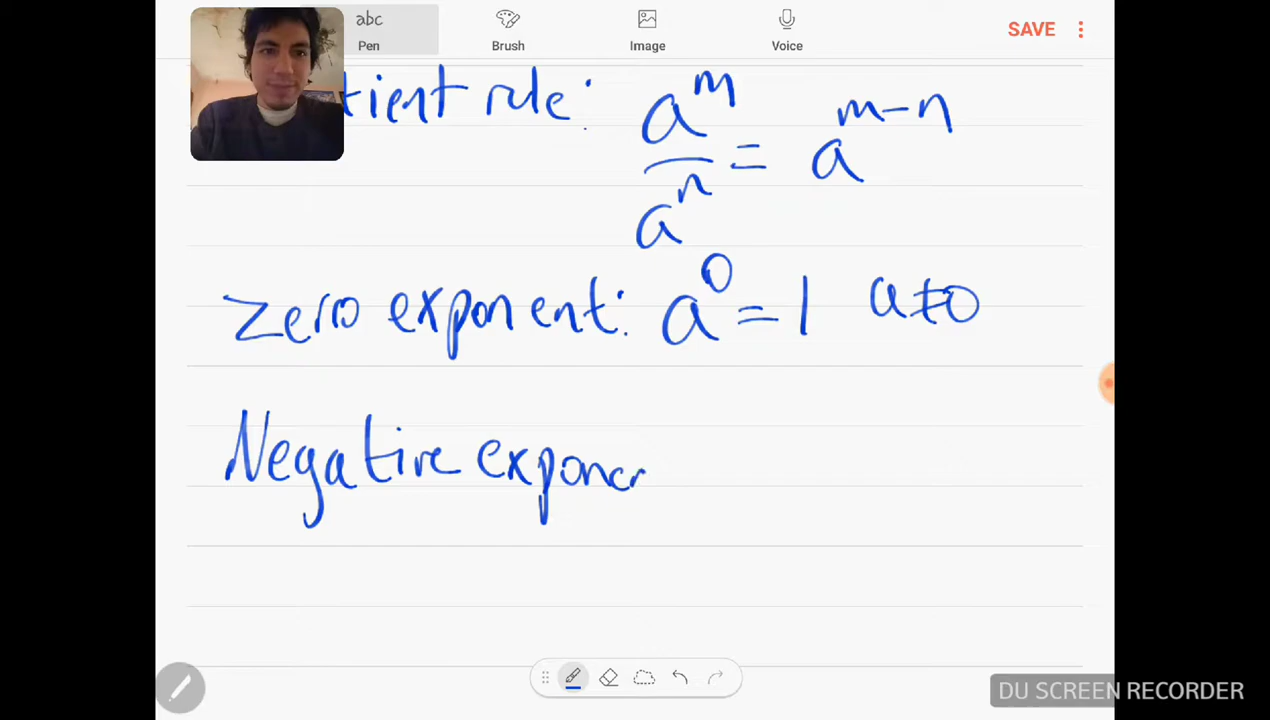 abc
Pen Brush Image Voice SAVE
tient rule: a^m/a^n = a^(m-n)
Zero exponent: a^0 = 1 a≠0
Negative exponen
DU SCREEN RECORDER